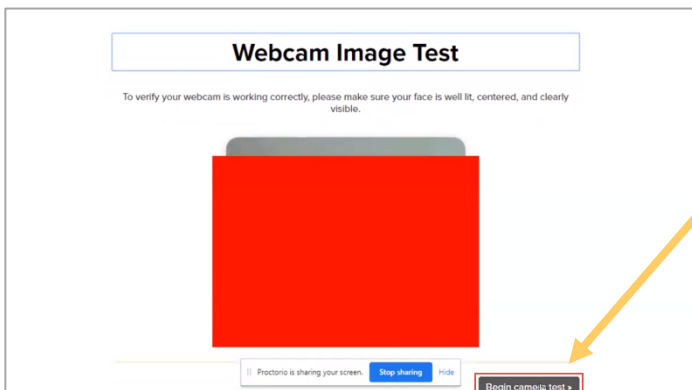 Webcam Image Test
To verify your webcam is working correctly, please make sure your face is well lit, centered, and clearly
visible.
Proctorio is sharing your screen. Stop sharing Hide
Begin camera test »